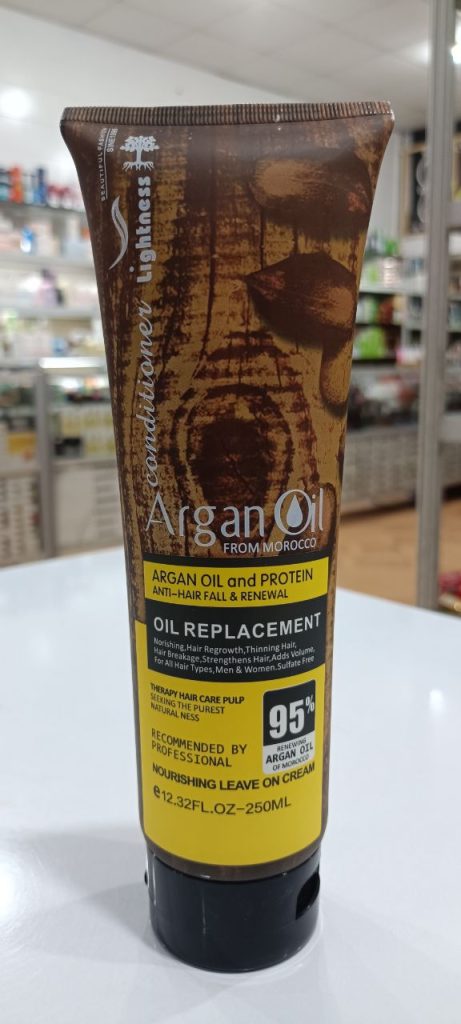 BEAUTIFUL FASHION
SINE1196
Lightness
conditioner
Argan Oil
FROM MOROCCO
ARGAN OIL and PROTEIN
ANTI-HAIR FALL & RENEWAL
OIL REPLACEMENT
Norishing,Hair Regrowth,Thinning Hair,
Hair Breakage,Strengthens Hair,Adds Volume,
For All Hair Types,Men & Women,Sulfate Free
THERAPY HAIR CARE PULP
SEEKING THE PUREST
NATURAL NESS
95%
RENEWING
ARGAN OIL
OF MOROCCO
RECOMMENDED BY
PROFESSIONAL
NOURISHING LEAVE ON CREAM
e12.32FL.OZ-250ML